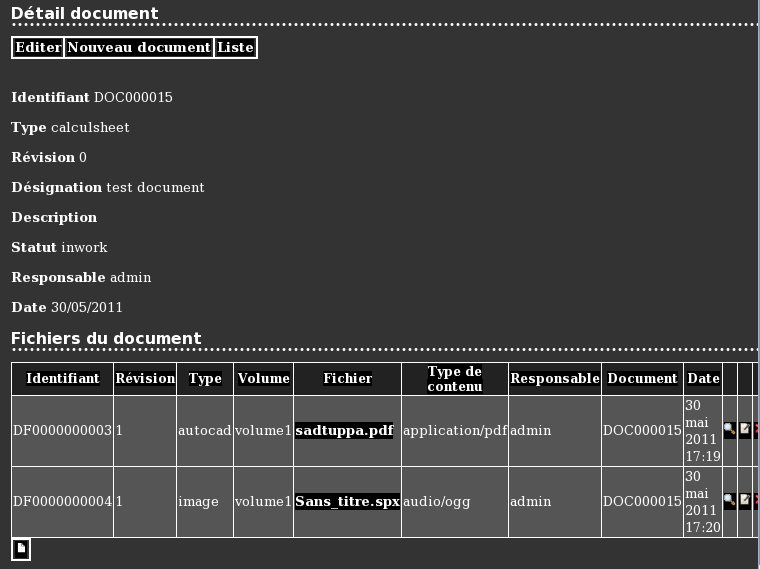 Détail document
Editer Nouveau document Liste
Identifiant DOC000015
Type calculsheet
Révision 0
Désignation test document
Description
Statut inwork
Responsable admin
Date 30/05/2011
Fichiers du document
Identifiant Révision Type Volume Fichier Type de contenu Responsable Document Date
DF0000000003 1 autocad volume1 sadtuppa.pdf application/pdf admin DOC000015 30 mai 2011 17:19
DF0000000004 1 image volume1 Sans_titre.spx audio/ogg admin DOC000015 30 mai 2011 17:20